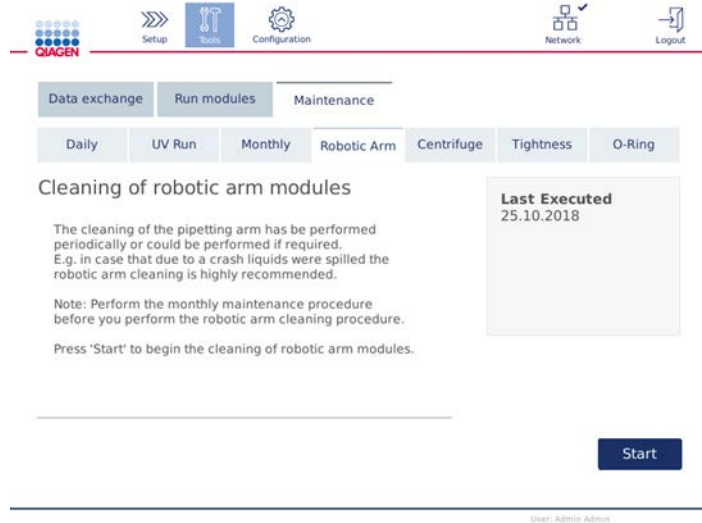 QIAGEN
Setup
Tools
Configuration
Network
Logout
Data exchange
Run modules
Maintenance
Daily
UV Run
Monthly
Robotic Arm
Centrifuge
Tightness
O-Ring
Cleaning of robotic arm modules
The cleaning of the pipetting arm has be performed
periodically or could be performed if required.
E.g. in case that due to a crash liquids were spilled the
robotic arm cleaning is highly recommended.
Note: Perform the monthly maintenance procedure
before you perform the robotic arm cleaning procedure.
Press 'Start' to begin the cleaning of robotic arm modules.
Last Executed
25.10.2018
Start
User: Admin Admin